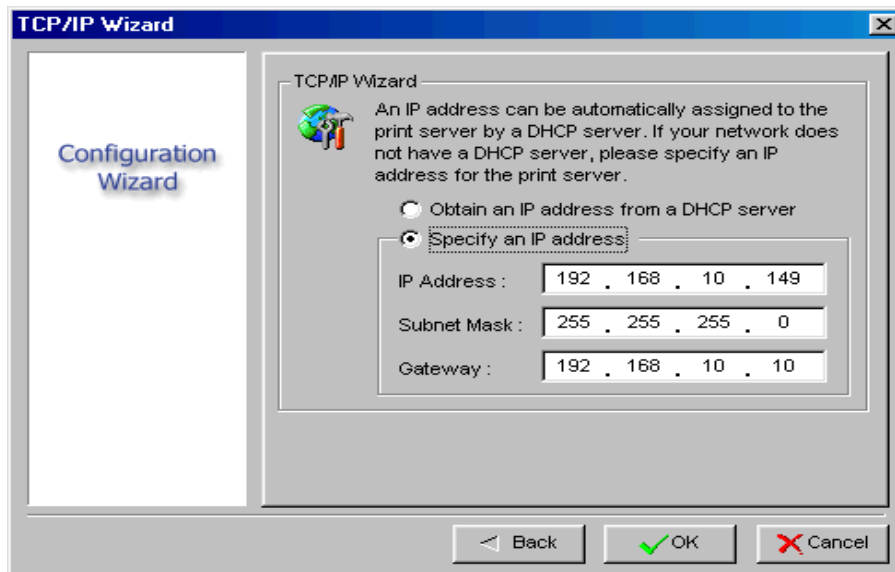 TCP/IP Wizard
Configuration
Wizard
TCP/IP Wizard
An IP address can be automatically assigned to the
print server by a DHCP server. If your network does
not have a DHCP server, please specify an IP
address for the print server.
Obtain an IP address from a DHCP server
Specify an IP address
IP Address : 192 . 168 . 10 . 149
Subnet Mask : 255 . 255 . 255 . 0
Gateway : 192 . 168 . 10 . 10
< Back
OK
Cancel